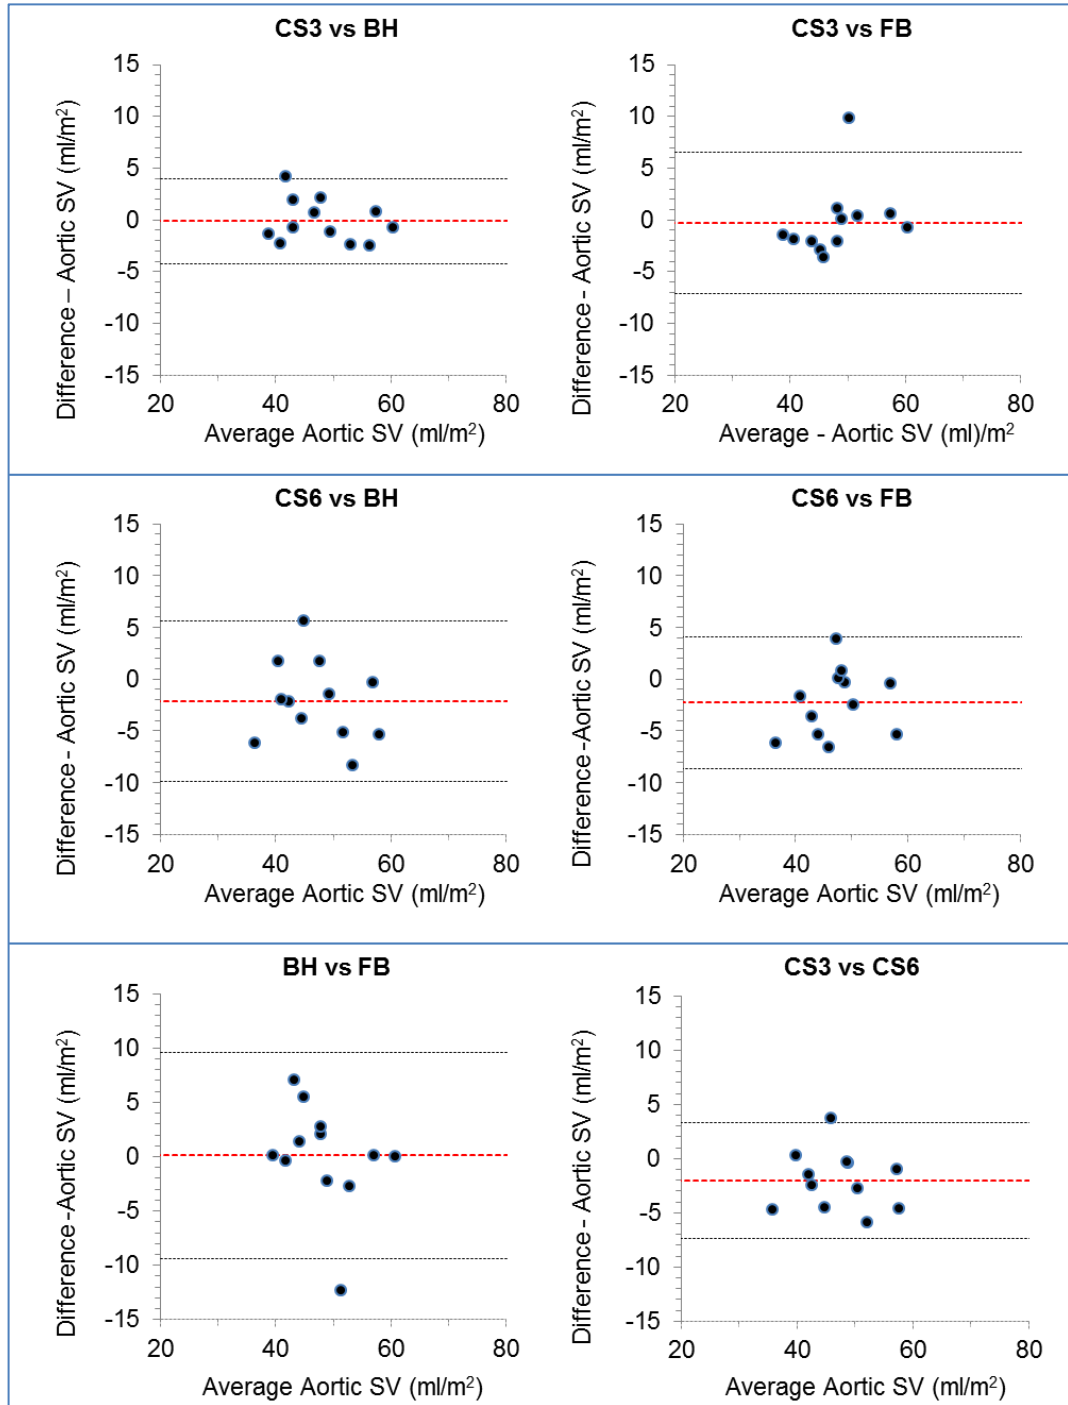 CS3 vs BH
Difference – Aortic SV (ml/m²)
15
10
5
0
-5
-10
-15
20 40 60 80
Average Aortic SV (ml/m²)
CS3 vs FB
Difference - Aortic SV (ml/m²)
15
10
5
0
-5
-10
-15
20 40 60 80
Average - Aortic SV (ml)/m²
CS6 vs BH
Difference - Aortic SV (ml/m²)
15
10
5
0
-5
-10
-15
20 40 60 80
Average Aortic SV (ml/m²)
CS6 vs FB
Difference-Aortic SV (ml/m²)
15
10
5
0
-5
-10
-15
20 40 60 80
Average Aortic SV (ml/m²)
BH vs FB
Difference-Aortic SV (ml/m²)
15
10
5
0
-5
-10
-15
20 40 60 80
Average Aortic SV (ml/m²)
CS3 vs CS6
Difference- Aortic SV (ml/m²)
15
10
5
0
-5
-10
-15
20 40 60 80
Average Aortic SV (ml/m²)